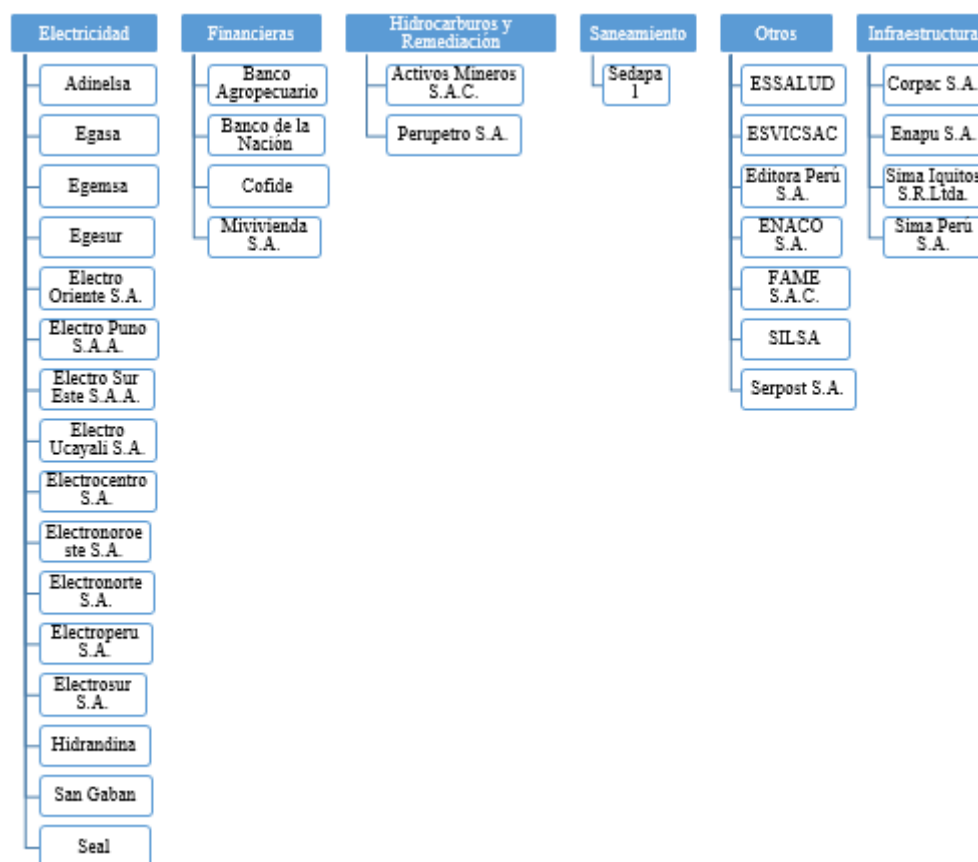 Electricidad
Adinelsa
Egasa
Egemsa
Egesur
Electro
Oriente S.A.
Electro Puno
S.A.A.
Electro Sur
Este S.A.A.
Electro
Ucayali S.A.
Electrocentro
S.A.
Electronoroe
ste S.A.
Electronorte
S.A.
Electroperu
S.A.
Electrosur
S.A.
Hidrandina
San Gaban
Seal
Financieras
Banco
Agropecuario
Banco de la
Nación
Cofide
Mivivienda
S.A.
Hidrocarburos y
Remediación
Activos Mineros
S.A.C.
Perupetro S.A.
Saneamiento
Sedapa
l
Otros
ESSALUD
ESVICSAC
Editora Perú
S.A.
ENACO
S.A.
FAME
S.A.C.
SILSA
Serpost S.A.
Infraestructura
Corpac S.A.
Enapu S.A.
Sima Iquitos
S.R.Ltda.
Sima Perú
S.A.